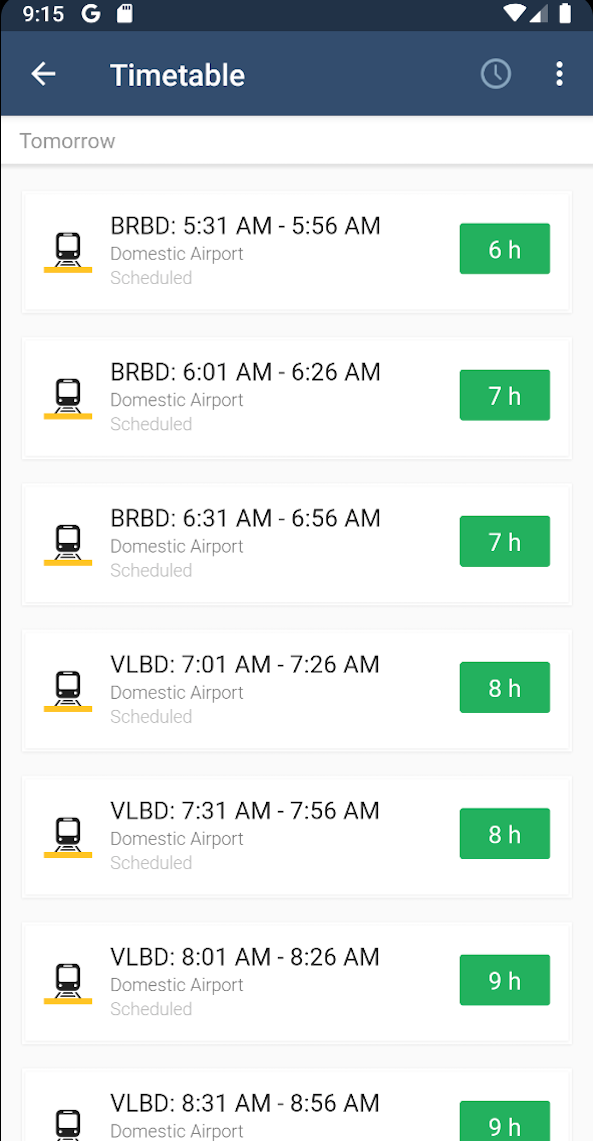 9:15 G
Timetable
Tomorrow
BRBD: 5:31 AM - 5:56 AM
Domestic Airport
Scheduled
6 h
BRBD: 6:01 AM - 6:26 AM
Domestic Airport
Scheduled
7 h
BRBD: 6:31 AM - 6:56 AM
Domestic Airport
Scheduled
7 h
VLBD: 7:01 AM - 7:26 AM
Domestic Airport
Scheduled
8 h
VLBD: 7:31 AM - 7:56 AM
Domestic Airport
Scheduled
8 h
VLBD: 8:01 AM - 8:26 AM
Domestic Airport
Scheduled
9 h
VLBD: 8:31 AM - 8:56 AM
Domestic Airport
9 h